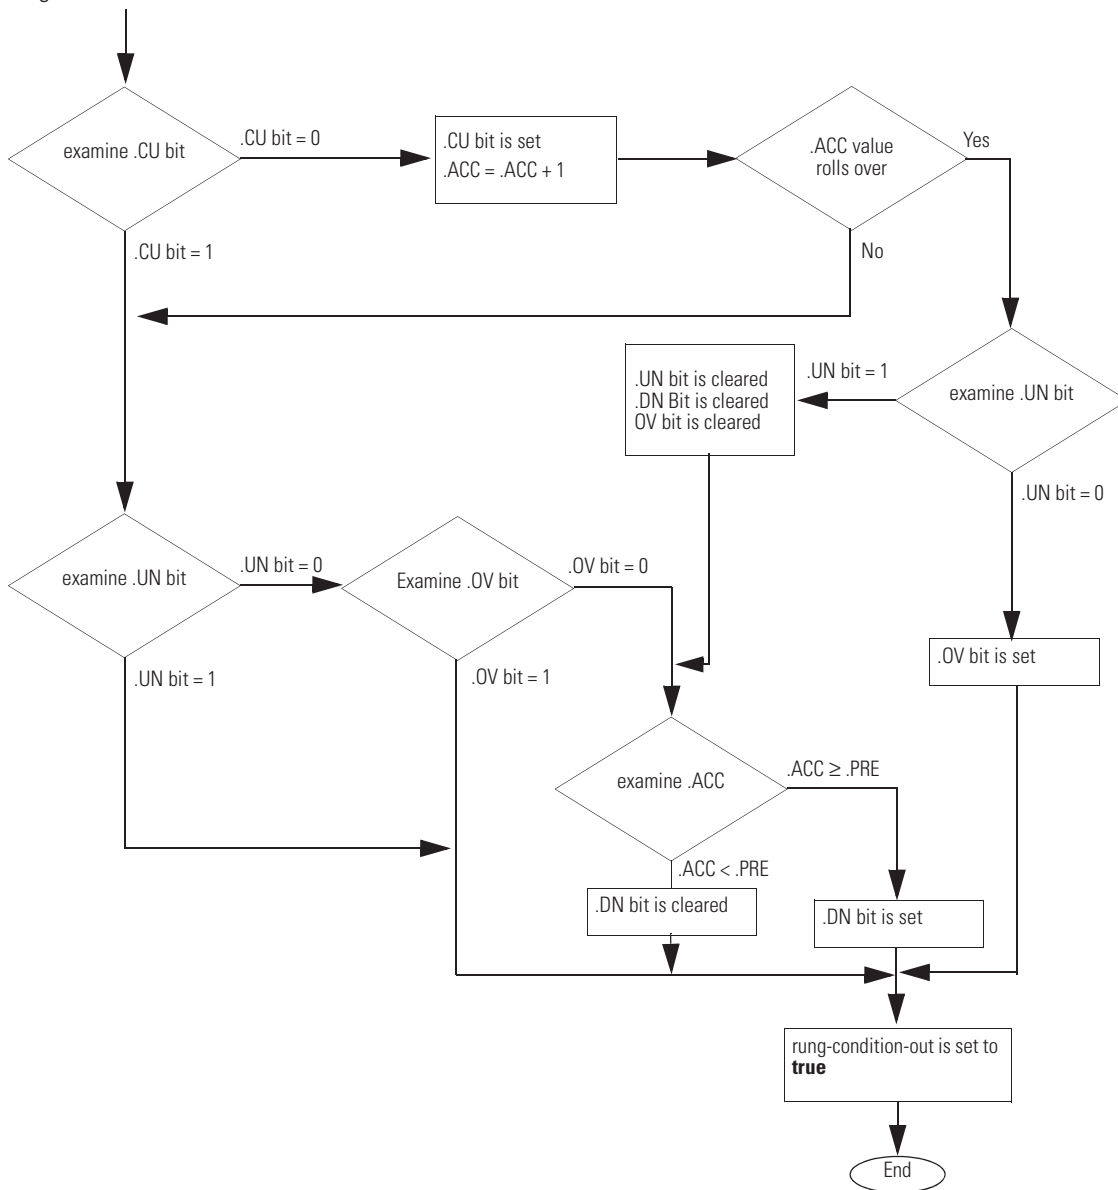 examine .CU bit
.CU bit = 0
.CU bit is set
.ACC = .ACC + 1
.ACC value
rolls over
Yes
.CU bit = 1
No
.UN bit is cleared
.DN Bit is cleared
OV bit is cleared
.UN bit = 1
examine .UN bit
.UN bit = 0
examine .UN bit
.UN bit = 0
Examine .OV bit
.OV bit = 0
.UN bit = 1
.OV bit = 1
.OV bit is set
examine .ACC
.ACC ≥ .PRE
.ACC < .PRE
.DN bit is cleared
.DN bit is set
rung-condition-out is set to
true
End